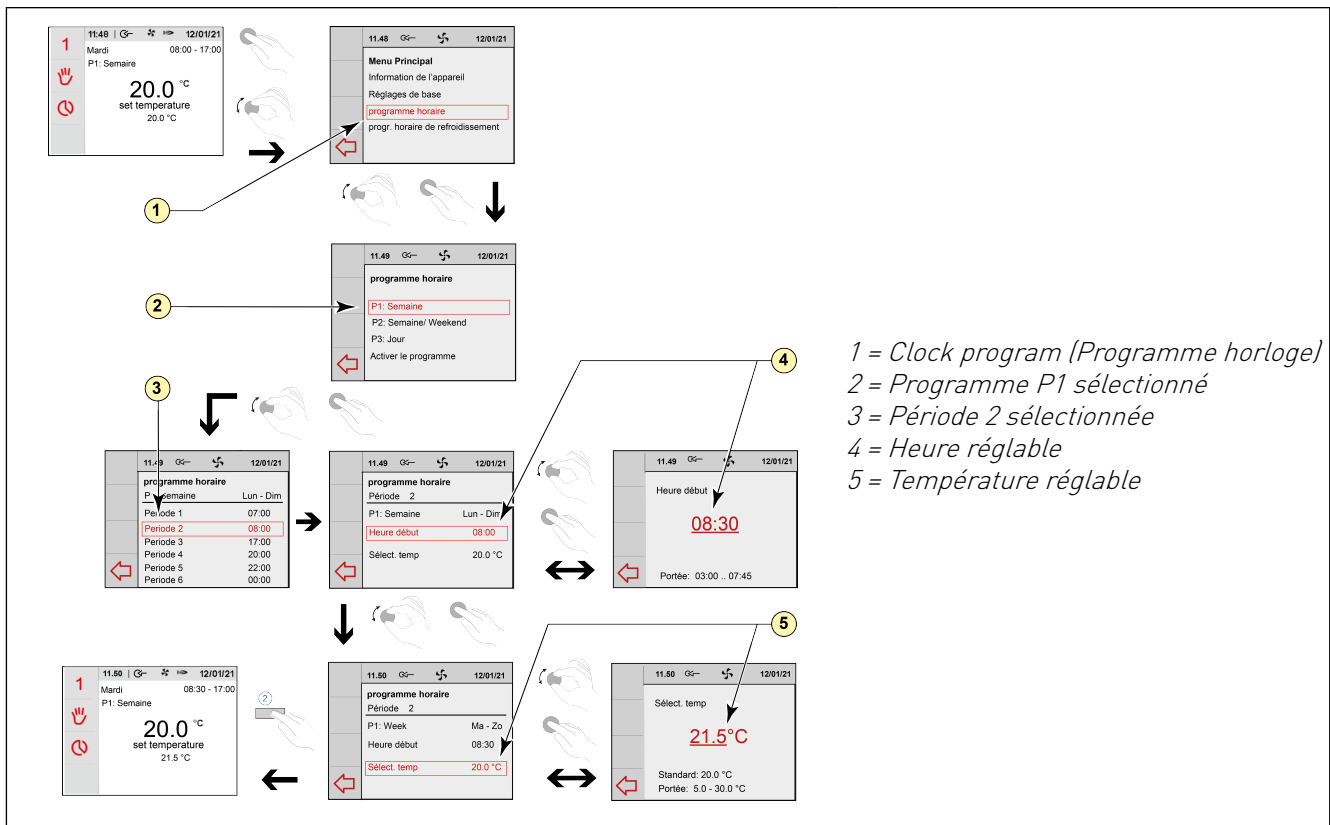 11:48 12/01/21
1
Mardi 08:00 - 17:00
P1: Semaine
20.0 °C
set temperature
20.0 °C
11.48 12/01/21
Menu Principal
Information de l'appareil
Réglages de base
programme horaire
progr. horaire de refroidissement
1
11.49 12/01/21
programme horaire
P1: Semaine
P2: Semaine/ Weekend
P3: Jour
Activer le programme
2
3
4
11.49 12/01/21
programme horaire
Semaine Lun - Dim
Periode 1 07:00
Periode 2 08:00
Periode 3 17:00
Periode 4 20:00
Periode 5 22:00
Periode 6 00:00
11.49 12/01/21
programme horaire
Période 2
P1: Semaine Lun - Dim
Heure début 08:00
Sélect. temp 20.0 °C
11.49 12/01/21
Heure début
08:30
Portée: 03:00 .. 07:45
5
11.50 12/01/21
1
Mardi 08:30 - 17:00
P1: Semaine
20.0 °C
set temperature
21.5 °C
2
11.50 12/01/21
programme horaire
Période 2
P1: Week Ma - Zo
Heure début 08:30
Sélect. temp 20.0 °C
11.50 12/01/21
Sélect. temp
21.5°C
Standard: 20.0 °C
Portée: 5.0 - 30.0 °C
1 = Clock program (Programme horloge)
2 = Programme P1 sélectionné
3 = Période 2 sélectionnée
4 = Heure réglable
5 = Température réglable